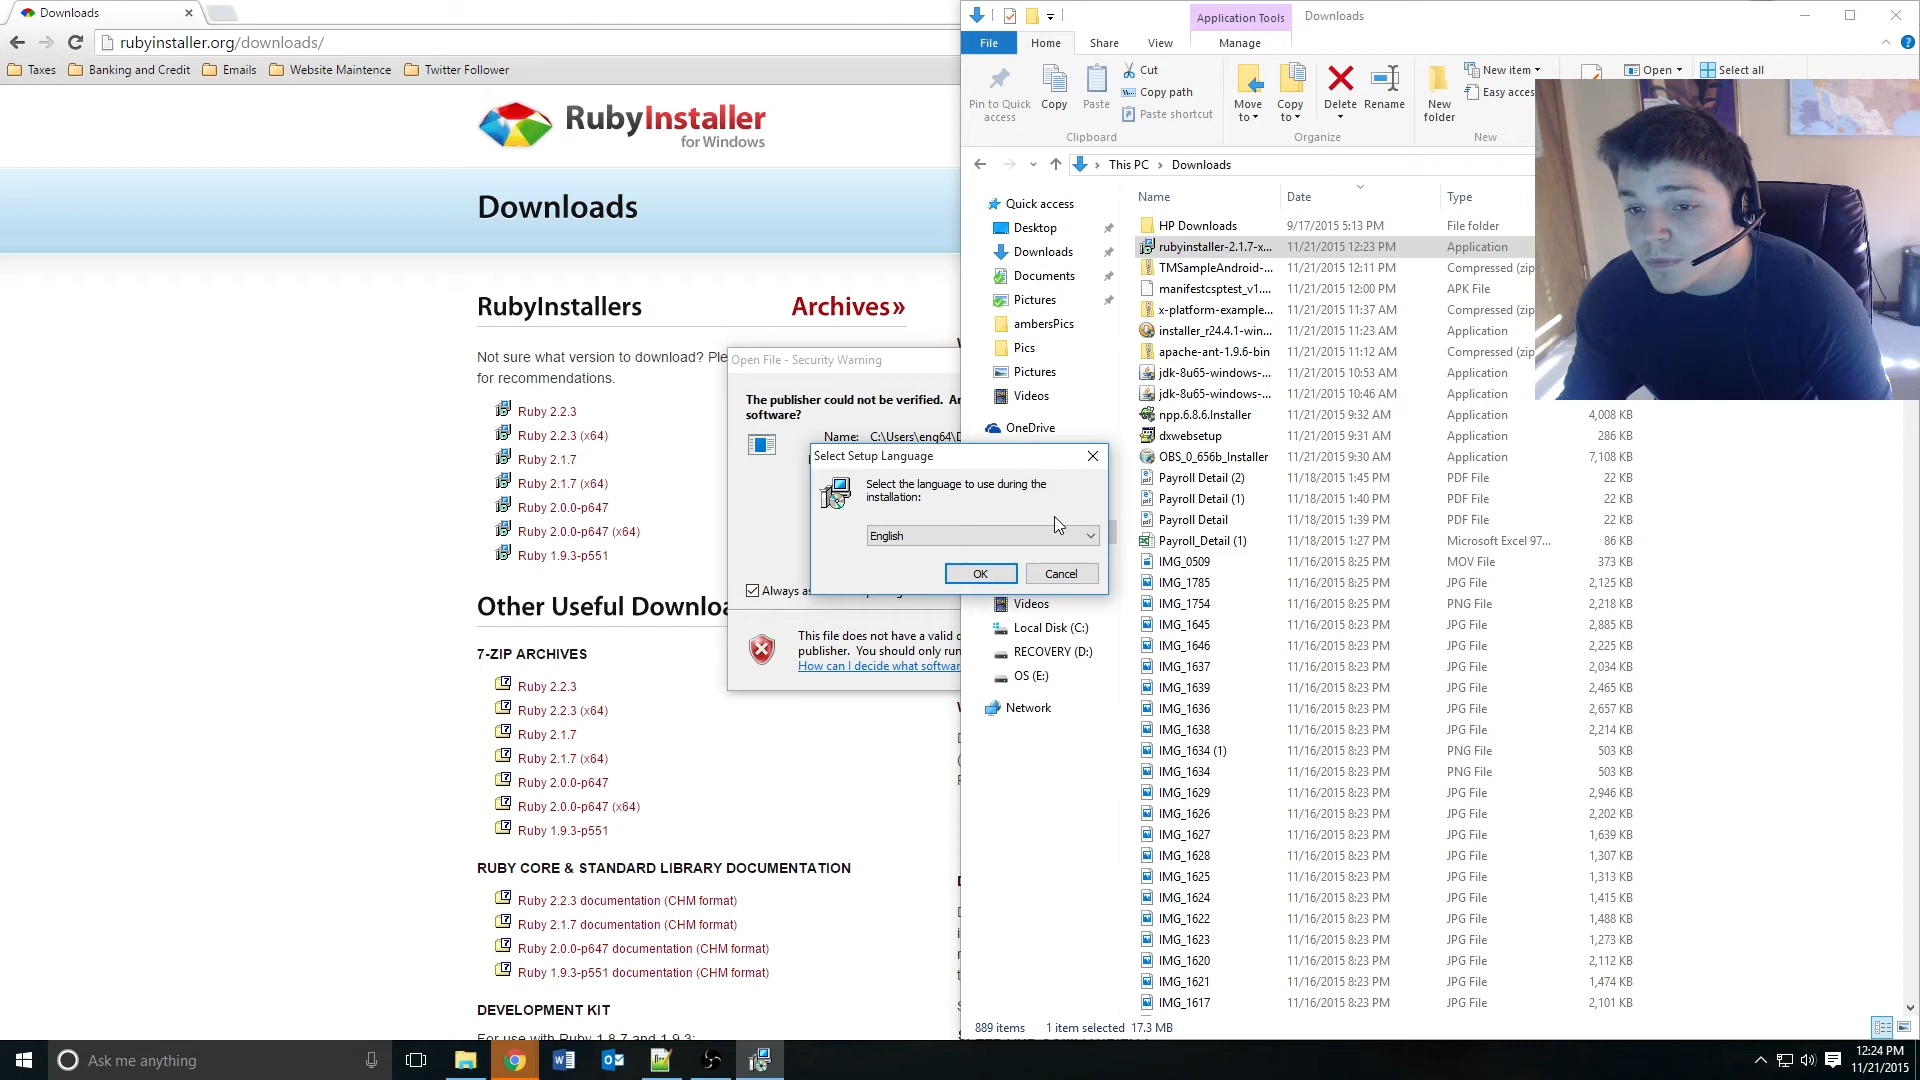 Downloads
rubyinstaller.org/downloads/
Taxes
Banking and Credit
Emails
Website Maintence
Twitter Follower
RubyInstaller
for Windows
Downloads
RubyInstallers
Archives»
Not sure what version to download? Ple
for recommendations.
Ruby 2.2.3
Ruby 2.2.3 (x64)
Ruby 2.1.7
Ruby 2.1.7 (x64)
Ruby 2.0.0-p647
Ruby 2.0.0-p647 (x64)
Ruby 1.9.3-p551
Other Useful Downloa
7-ZIP ARCHIVES
Ruby 2.2.3
Ruby 2.2.3 (x64)
Ruby 2.1.7
Ruby 2.1.7 (x64)
Ruby 2.0.0-p647
Ruby 2.0.0-p647 (x64)
Ruby 1.9.3-p551
RUBY CORE & STANDARD LIBRARY DOCUMENTATION
Ruby 2.2.3 documentation (CHM format)
Ruby 2.1.7 documentation (CHM format)
Ruby 2.0.0-p647 documentation (CHM format)
Ruby 1.9.3-p551 documentation (CHM format)
DEVELOPMENT KIT
For use with Ruby 1.8.7 and 1.9.3:
Open File - Security Warning
The publisher could not be verified. Ar
software?
Name: C:\Users\eng64\D
Always as
This file does not have a valid d
publisher. You should only run
How can I decide what softwar
Select Setup Language
Select the language to use during the
installation:
English
OK
Cancel
Application Tools
Downloads
File
Home
Share
View
Manage
Pin to Quick
access
Copy
Paste
Cut
Copy path
Paste shortcut
Clipboard
Move
to
Copy
to
Delete
Rename
Organize
New
folder
New item
Easy acces
New
Open
Select all
This PC
Downloads
Quick access
Desktop
Downloads
Documents
Pictures
ambersPics
Pics
Pictures
Videos
OneDrive
Videos
Local Disk (C:)
RECOVERY (D:)
OS (E:)
Network
Name Date Type
HP Downloads 9/17/2015 5:13 PM File folder
rubyinstaller-2.1.7-x... 11/21/2015 12:23 PM Application
TMSampleAndroid-... 11/21/2015 12:11 PM Compressed (zip
manifestcsptest_v1.... 11/21/2015 12:00 PM APK File
x-platform-example... 11/21/2015 11:37 AM Compressed (zip
installer_r24.4.1-win... 11/21/2015 11:23 AM Application
apache-ant-1.9.6-bin 11/21/2015 11:12 AM Compressed (zip
jdk-8u65-windows-... 11/21/2015 10:53 AM Application
jdk-8u65-windows-... 11/21/2015 10:46 AM Application
npp.6.8.6.Installer 11/21/2015 9:32 AM Application 4,008 KB
dxwebsetup 11/21/2015 9:31 AM Application 286 KB
OBS_0_656b_Installer 11/21/2015 9:30 AM Application 7,108 KB
Payroll Detail (2) 11/18/2015 1:45 PM PDF File 22 KB
Payroll Detail (1) 11/18/2015 1:40 PM PDF File 22 KB
Payroll Detail 11/18/2015 1:39 PM PDF File 22 KB
Payroll_Detail (1) 11/18/2015 1:27 PM Microsoft Excel 97... 86 KB
IMG_0509 11/16/2015 8:25 PM MOV File 373 KB
IMG_1785 11/16/2015 8:25 PM JPG File 2,125 KB
IMG_1754 11/16/2015 8:25 PM PNG File 2,218 KB
IMG_1645 11/16/2015 8:23 PM JPG File 2,885 KB
IMG_1646 11/16/2015 8:23 PM JPG File 2,225 KB
IMG_1637 11/16/2015 8:23 PM JPG File 2,034 KB
IMG_1639 11/16/2015 8:23 PM JPG File 2,465 KB
IMG_1636 11/16/2015 8:23 PM JPG File 2,657 KB
IMG_1638 11/16/2015 8:23 PM JPG File 2,214 KB
IMG_1634 (1) 11/16/2015 8:23 PM PNG File 503 KB
IMG_1634 11/16/2015 8:23 PM PNG File 503 KB
IMG_1629 11/16/2015 8:23 PM JPG File 2,946 KB
IMG_1626 11/16/2015 8:23 PM JPG File 2,202 KB
IMG_1627 11/16/2015 8:23 PM JPG File 1,639 KB
IMG_1628 11/16/2015 8:23 PM JPG File 1,307 KB
IMG_1625 11/16/2015 8:23 PM JPG File 1,313 KB
IMG_1624 11/16/2015 8:23 PM JPG File 1,415 KB
IMG_1622 11/16/2015 8:23 PM JPG File 1,488 KB
IMG_1623 11/16/2015 8:23 PM JPG File 1,273 KB
IMG_1620 11/16/2015 8:23 PM JPG File 2,112 KB
IMG_1621 11/16/2015 8:23 PM JPG File 1,474 KB
IMG_1617 11/16/2015 8:23 PM JPG File 2,101 KB
889 items 1 item selected 17.3 MB
Ask me anything
12:24 PM
11/21/2015